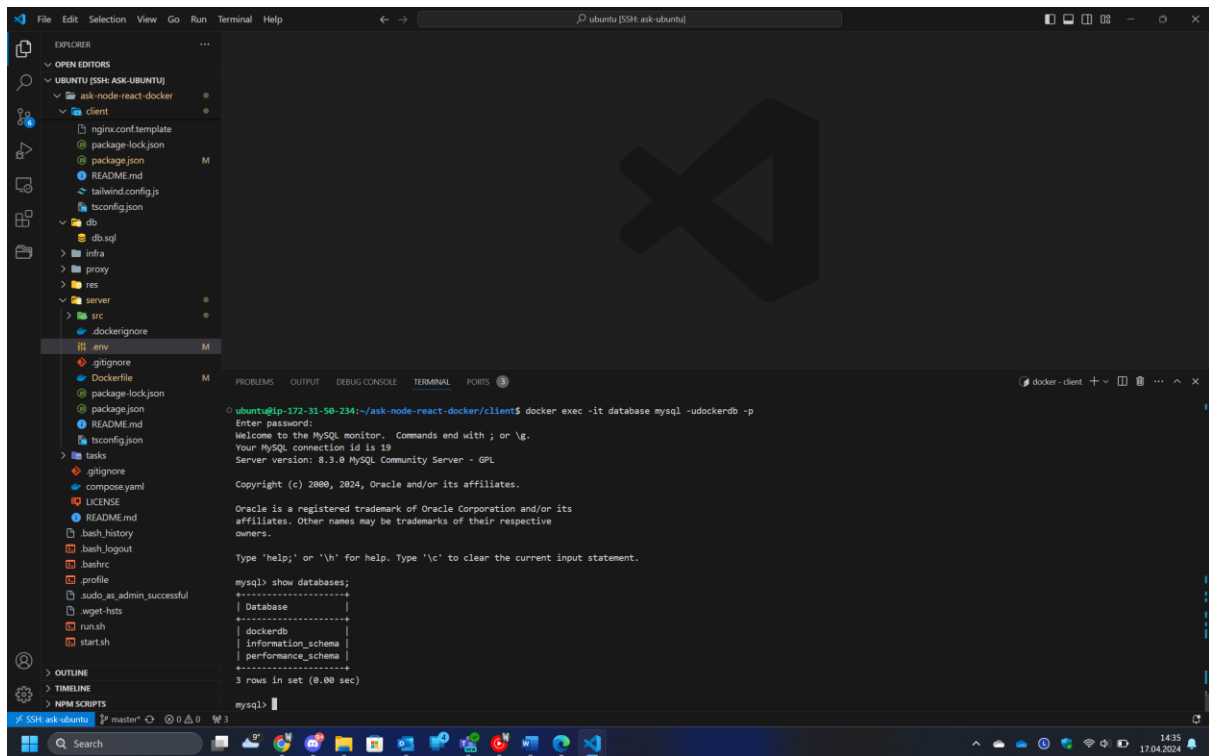 File Edit Selection View Go Run Terminal Help
ubuntu [SSH: ask-ubuntu]
EXPLORER
OPEN EDITORS
UBUNTU [SSH: ASK-UBUNTU]
ask-node-react-docker
client
nginx.conf.template
package-lock.json
package.json M
README.md
tailwind.config.js
tsconfig.json
db
db.sql
infra
proxy
res
server
src
.dockerignore
.env M
.gitignore
Dockerfile M
package-lock.json
package.json
README.md
tsconfig.json
tasks
.gitignore
compose.yaml
LICENSE
README.md
.bash_history
.bash_logout
.bashrc
.profile
.sudo_as_admin_successful
.wget-hsts
run.sh
start.sh
OUTLINE
TIMELINE
NPM SCRIPTS
PROBLEMS OUTPUT DEBUG CONSOLE TERMINAL PORTS 3
docker - client
ubuntu@ip-172-31-50-234:~/ask-node-react-docker/client$ docker exec -it database mysql -udockerdb -p
Enter password:
Welcome to the MySQL monitor.  Commands end with ; or \g.
Your MySQL connection id is 19
Server version: 8.3.0 MySQL Community Server - GPL
Copyright (c) 2000, 2024, Oracle and/or its affiliates.
Oracle is a registered trademark of Oracle Corporation and/or its
affiliates. Other names may be trademarks of their respective
owners.
Type 'help;' or '\h' for help. Type '\c' to clear the current input statement.
mysql> show databases;
+--------------------+
| Database           |
+--------------------+
| dockerdb           |
| information_schema |
| performance_schema |
+--------------------+
3 rows in set (0.00 sec)
mysql>
SSH: ask-ubuntu master* 0 0 3
Search
14:35
17.04.2024